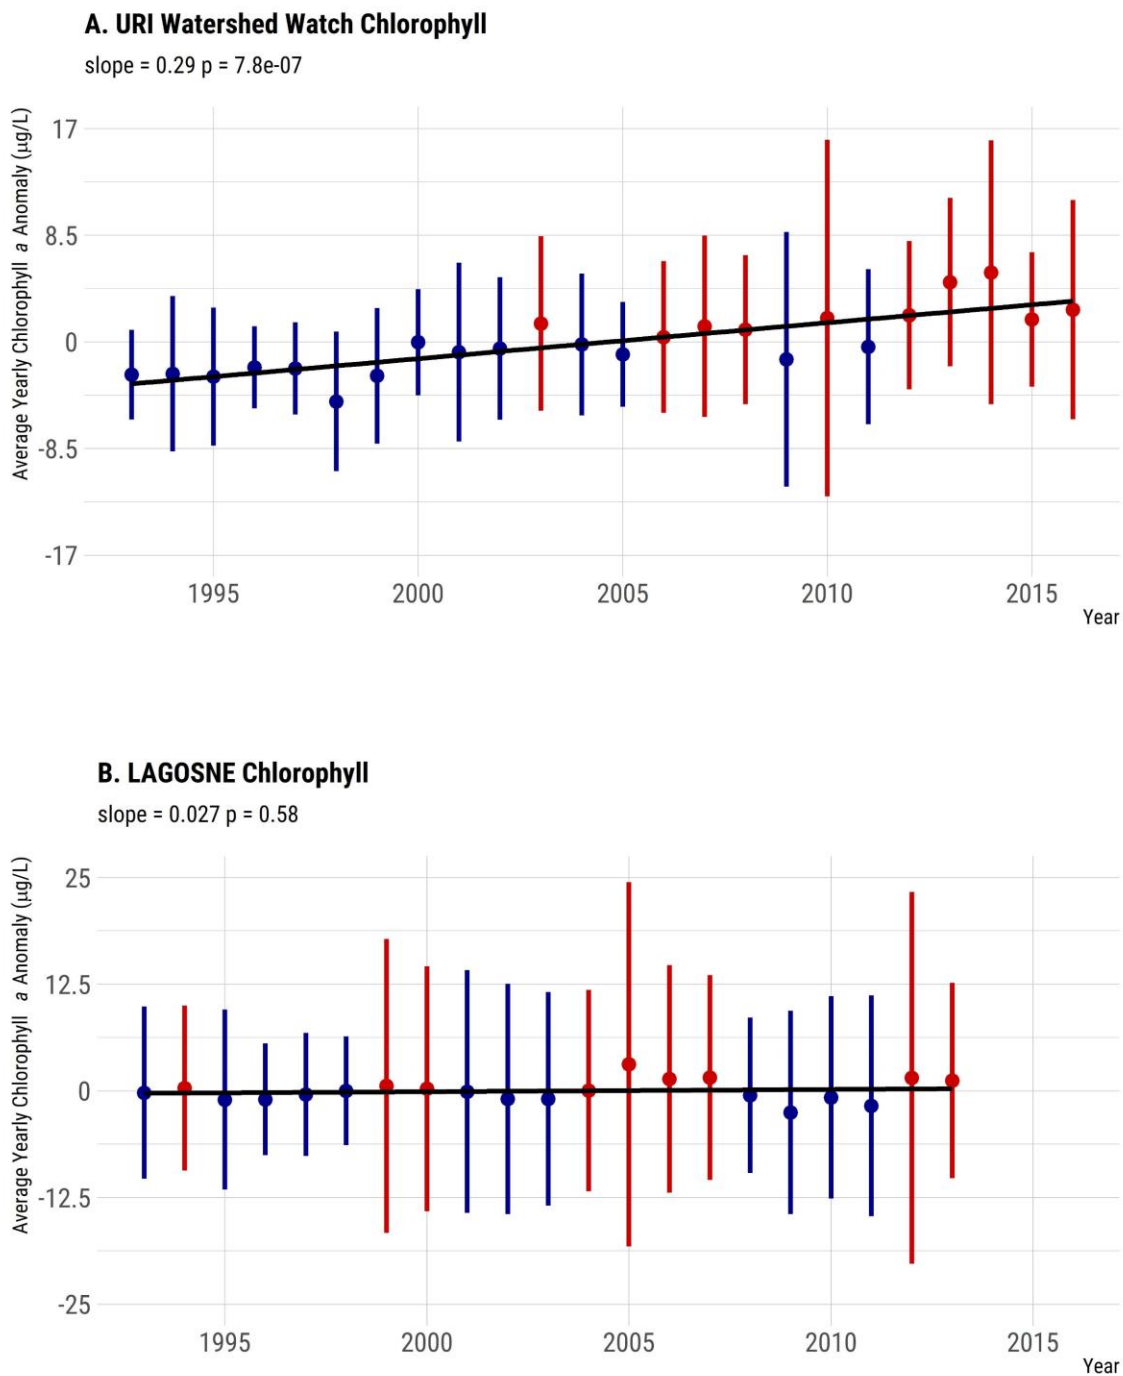 A. URI Watershed Watch Chlorophyll
slope = 0.29 p = 7.8e-07
Average Yearly Chlorophyll a Anomaly (μg/L)
17
8.5
0
-8.5
-17
1995 2000 2005 2010 2015
Year
B. LAGOSNE Chlorophyll
slope = 0.027 p = 0.58
Average Yearly Chlorophyll a Anomaly (μg/L)
25
12.5
0
-12.5
-25
1995 2000 2005 2010 2015
Year